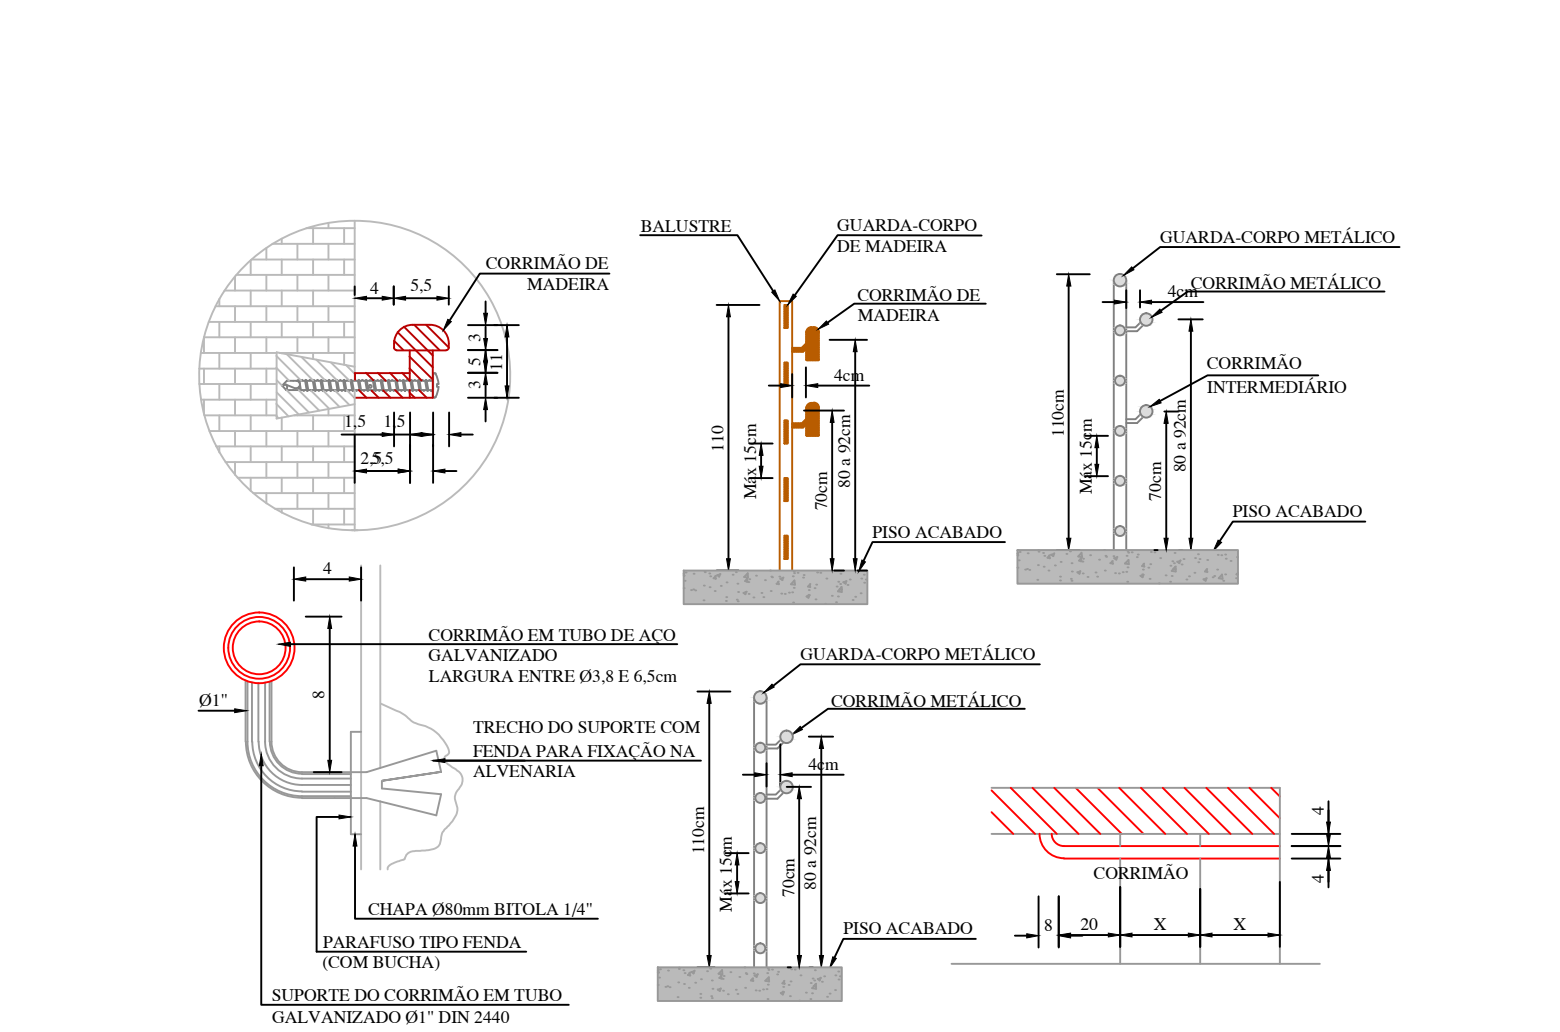 CORRIMÃO DE
MADEIRA
4
5,5
3
5
3
11
1,5
1,5
2,5
5,5
BALUSTRE
GUARDA-CORPO
DE MADEIRA
CORRIMÃO DE
MADEIRA
4cm
110
Máx 15cm
70cm
80 a 92cm
PISO ACABADO
GUARDA-CORPO METÁLICO
CORRIMÃO METÁLICO
4cm
CORRIMÃO
INTERMEDIÁRIO
110cm
Máx 15cm
70cm
80 a 92cm
PISO ACABADO
4
8
Ø1"
CORRIMÃO EM TUBO DE AÇO
GALVANIZADO
LARGURA ENTRE Ø3,8 E 6,5cm
TRECHO DO SUPORTE COM
FENDA PARA FIXAÇÃO NA
ALVENARIA
CHAPA Ø80mm BITOLA 1/4"
PARAFUSO TIPO FENDA
(COM BUCHA)
SUPORTE DO CORRIMÃO EM TUBO
GALVANIZADO Ø1" DIN 2440
GUARDA-CORPO METÁLICO
CORRIMÃO METÁLICO
4cm
110cm
Máx 15cm
70cm
80 a 92cm
PISO ACABADO
CORRIMÃO
4
4
8
20
X
X